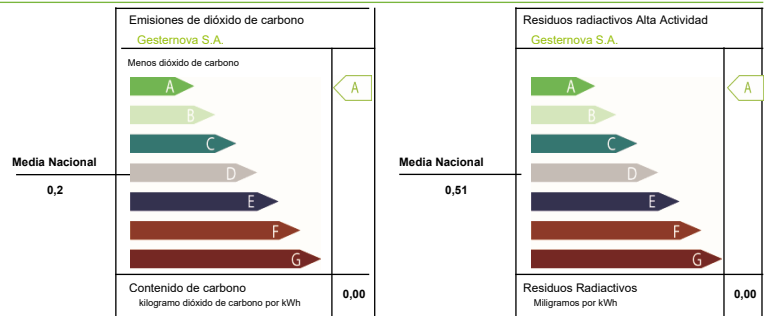 Emisiones de dióxido de carbono
Gesternova S.A.
Menos dióxido de carbono
A
A
B
C
Media Nacional
D
0,2
E
F
G
Contenido de carbono
kilogramo dióxido de carbono por kWh
0,00
Residuos radiactivos Alta Actividad
Gesternova S.A.
A
A
B
C
Media Nacional
D
0,51
E
F
G
Residuos Radiactivos
Miligramos por kWh
0,00